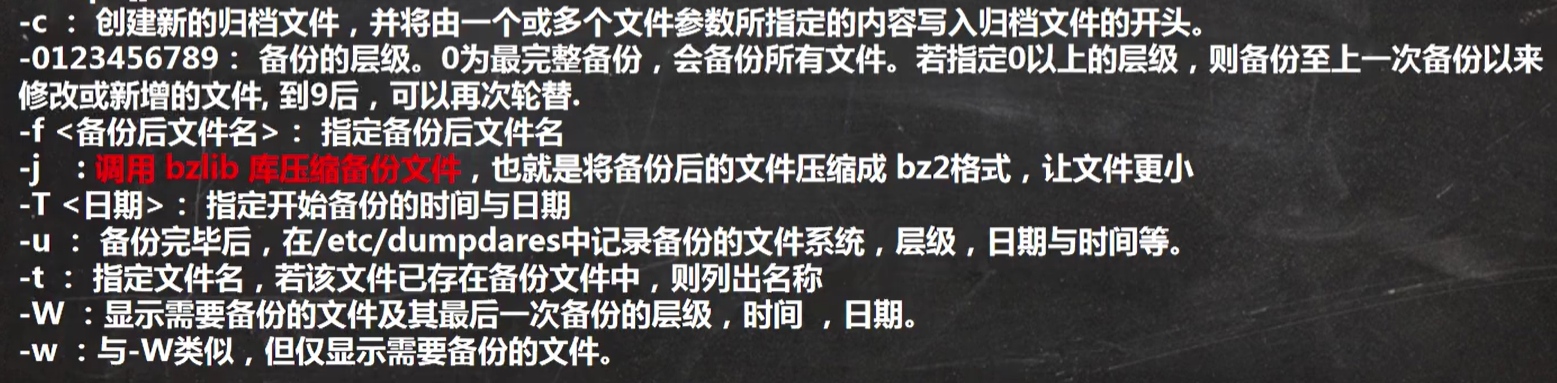 -c : 创建新的归档文件，并将由一个或多个文件参数所指定的内容写入归档文件的开头。
-0123456789： 备份的层级。0为最完整备份，会备份所有文件。若指定0以上的层级，则备份至上一次备份以来
修改或新增的文件, 到9后，可以再次轮替.
-f <备份后文件名>： 指定备份后文件名
-j ：调用 bzlib 库压缩备份文件，也就是将备份后的文件压缩成 bz2格式，让文件更小
-T <日期>： 指定开始备份的时间与日期
-u ： 备份完毕后，在/etc/dumpdares中记录备份的文件系统，层级，日期与时间等。
-t ： 指定文件名，若该文件已存在备份文件中，则列出名称
-W ：显示需要备份的文件及其最后一次备份的层级，时间 ，日期。
-w ：与-W类似，但仅显示需要备份的文件。